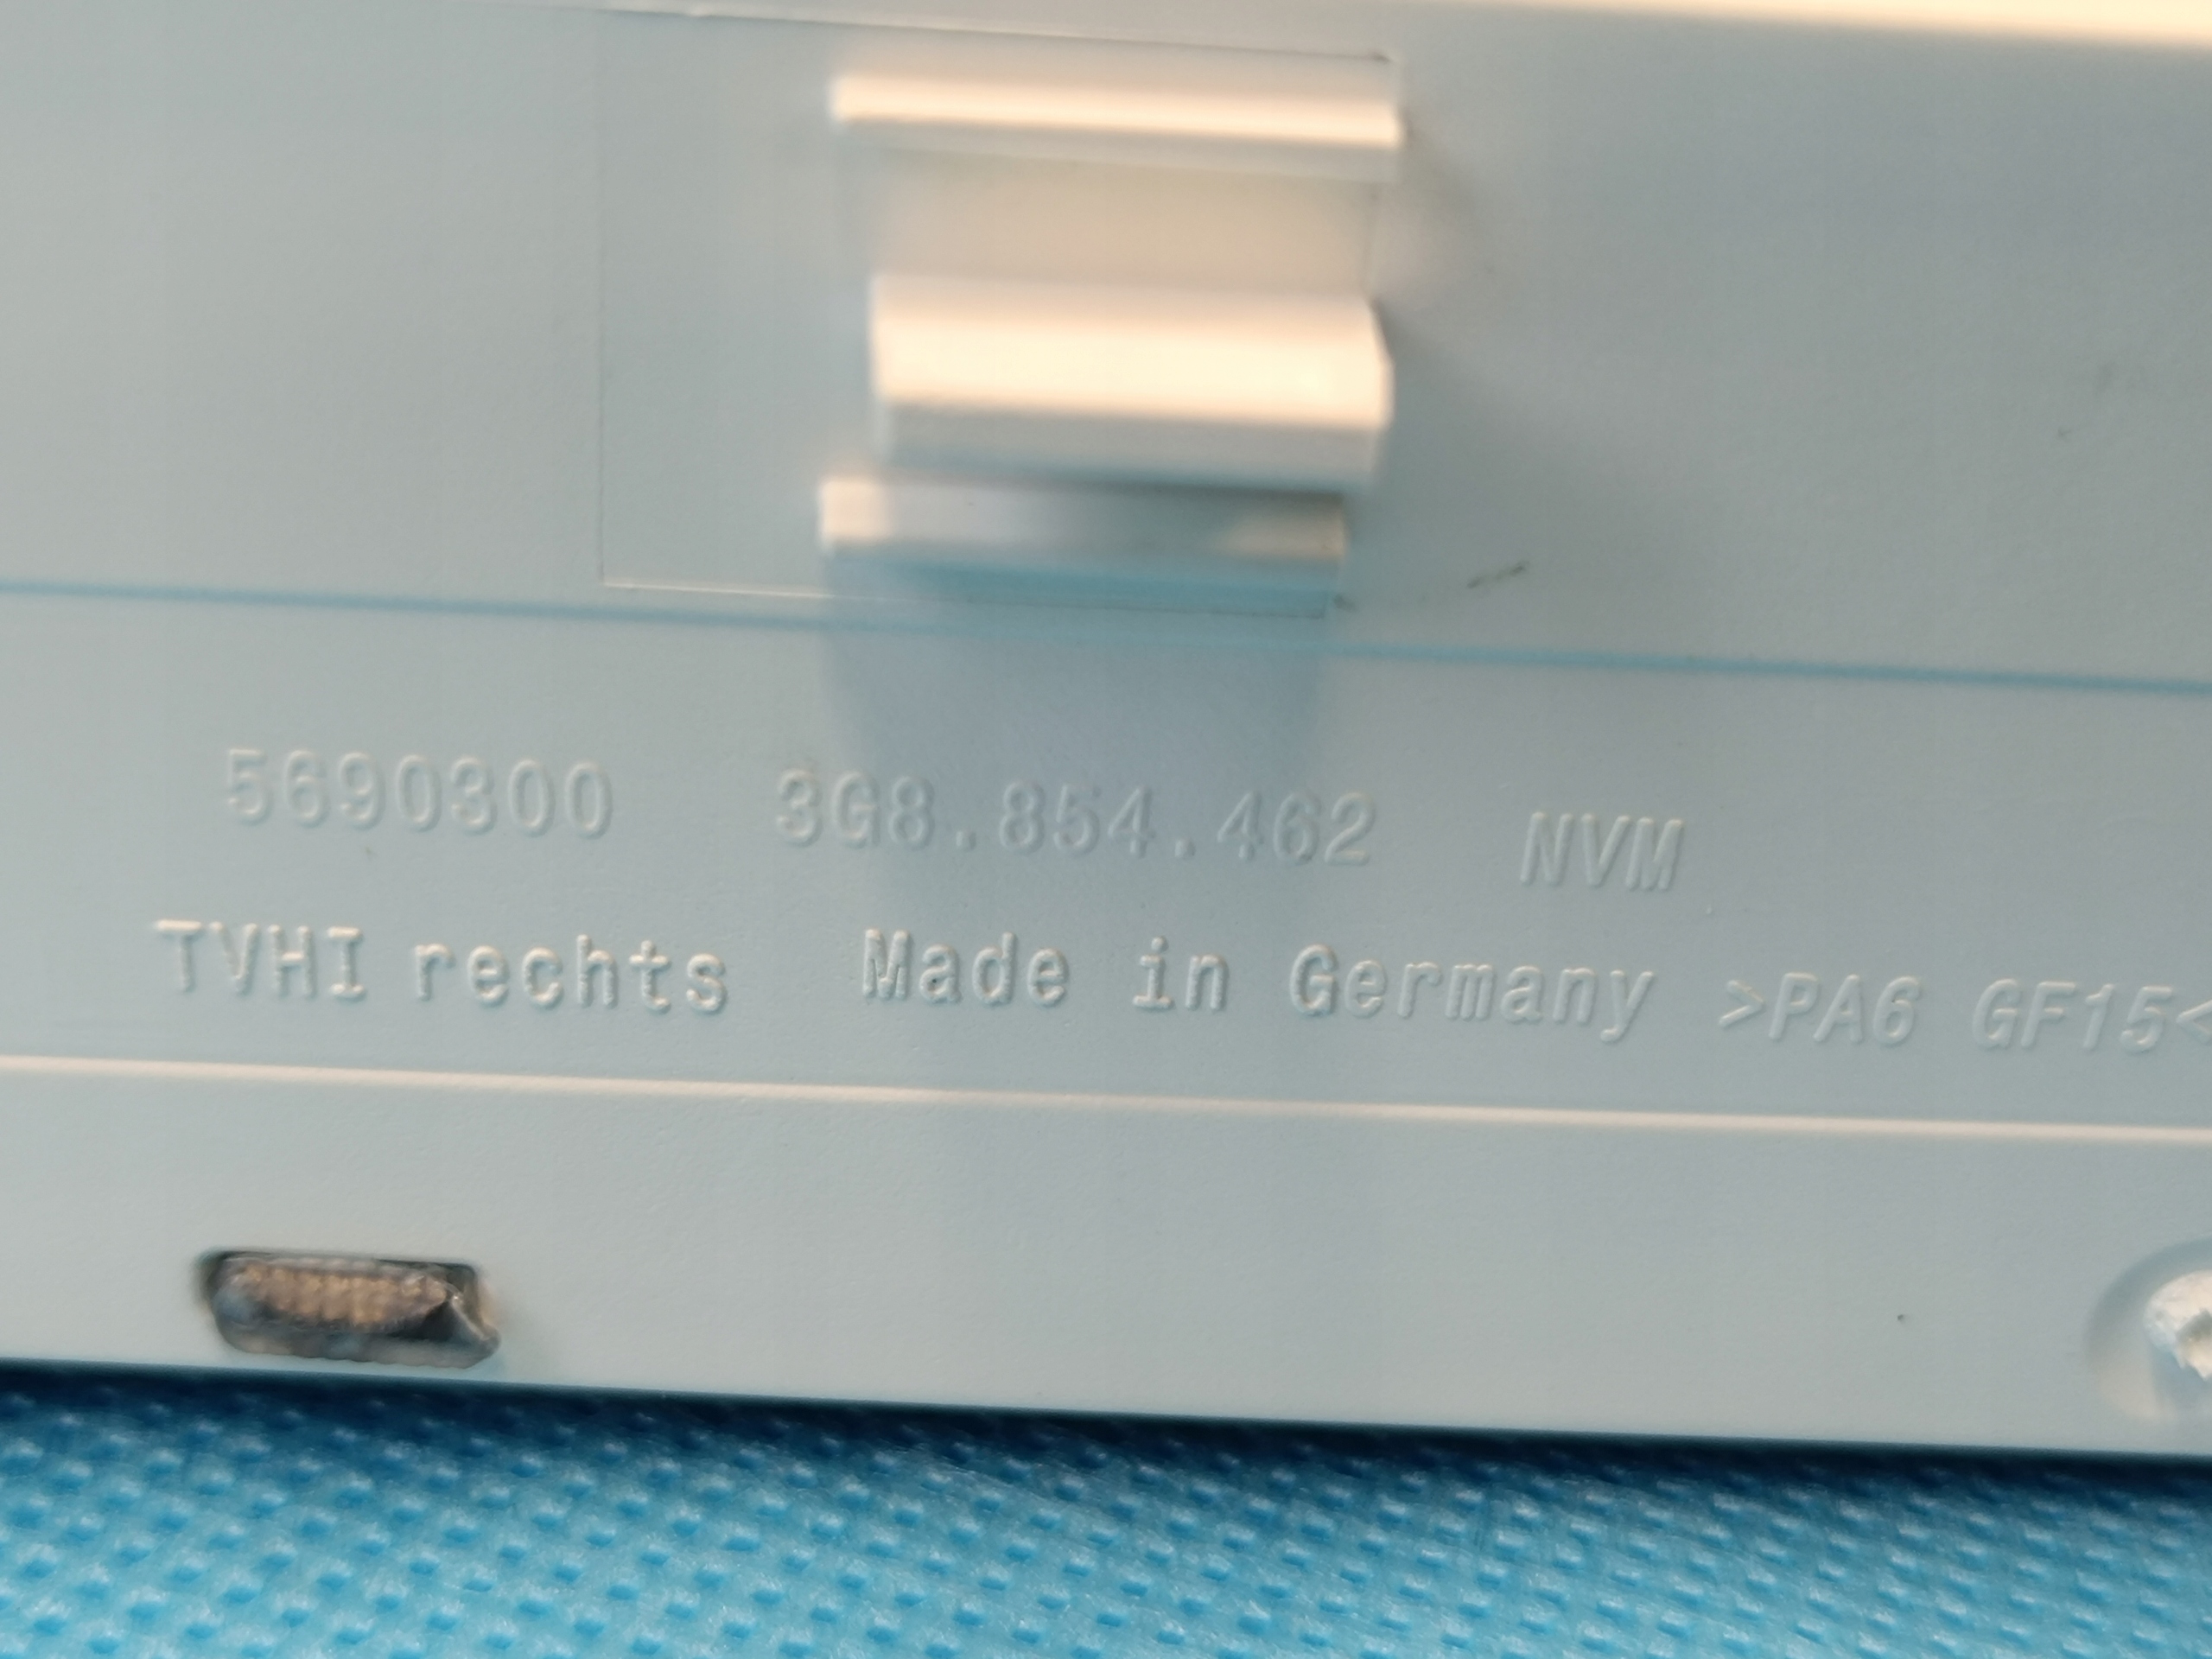 5690300 3G8.854.462 NVM
TVHI rechts Made in Germany >PA6 GF15<